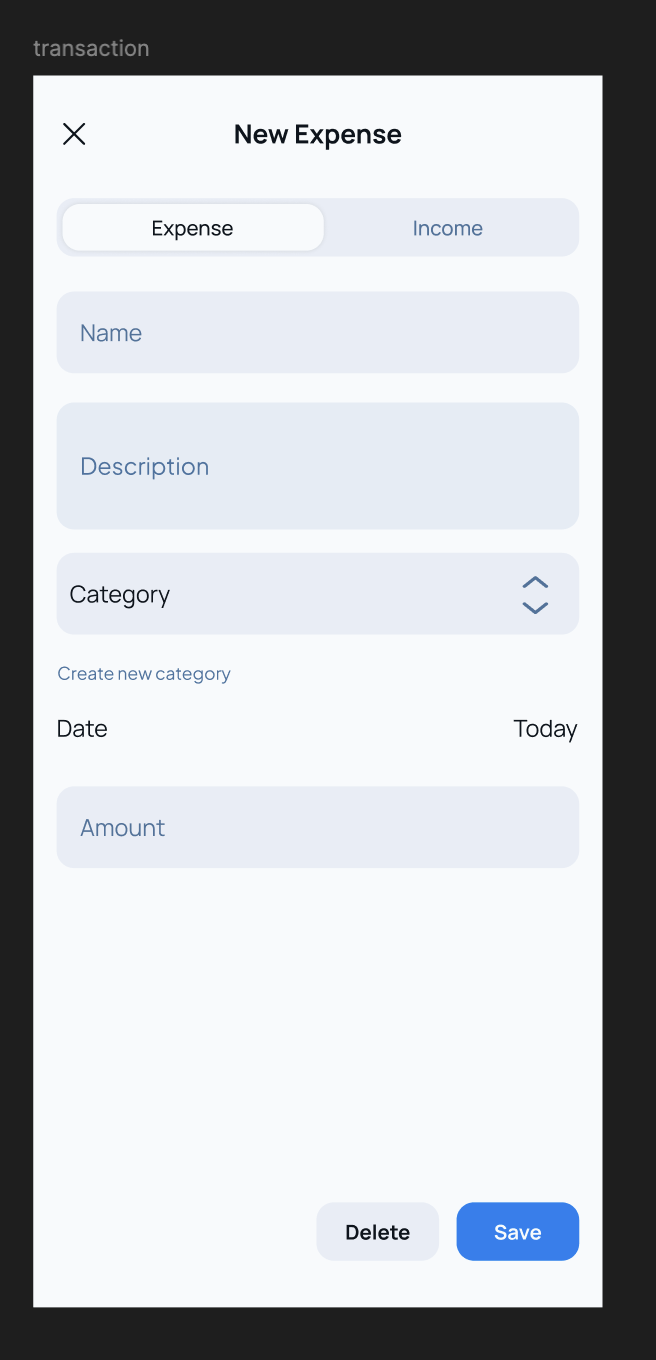 transaction
New Expense
Expense Income
Name
Description
Category
Create new category
Date Today
Amount
Delete Save